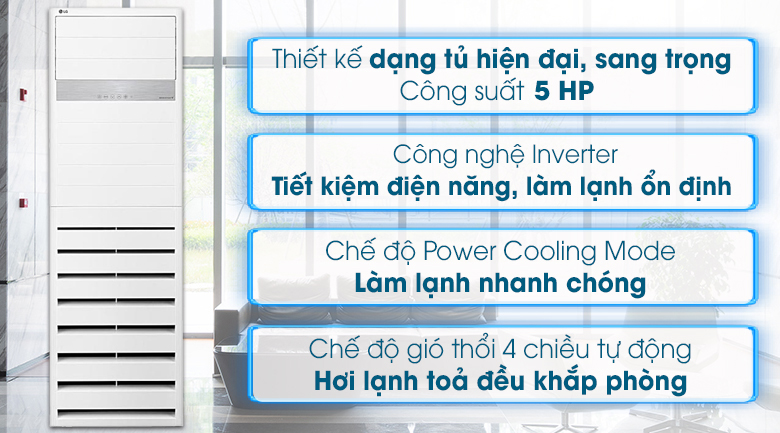 LG
Thiết kế dạng tủ hiện đại, sang trọng
Công suất 5 HP
Công nghệ Inverter
Tiết kiệm điện năng, làm lạnh ổn định
Chế độ Power Cooling Mode
Làm lạnh nhanh chóng
Chế độ gió thổi 4 chiều tự động
Hơi lạnh toả đều khắp phòng